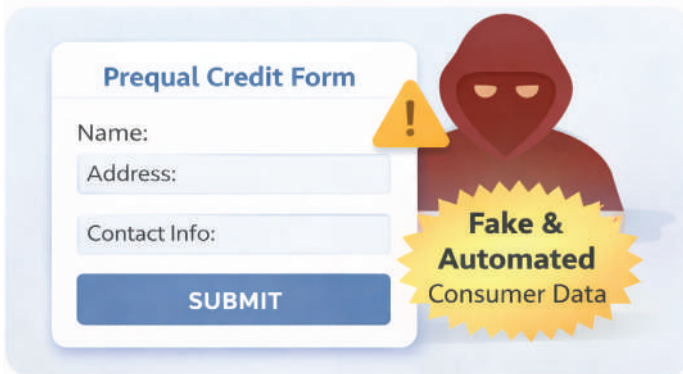 Prequal Credit Form
!
Name:
Address:
Contact Info:
SUBMIT
Fake &
Automated
Consumer Data